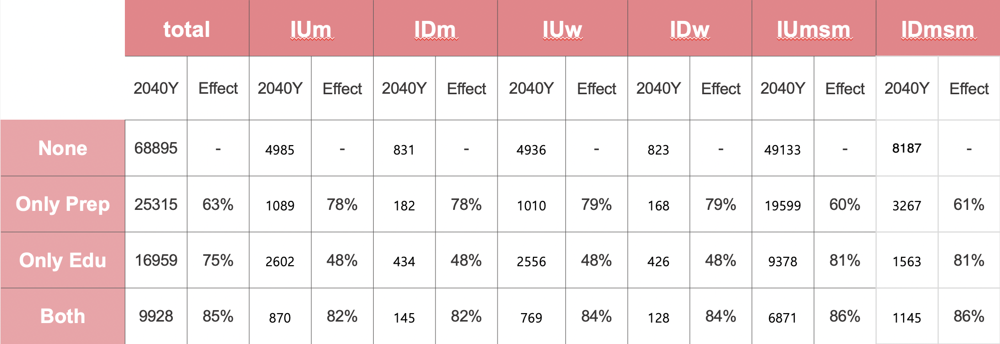 total IUm IDm IUw IDw IUmsm IDmsm
2040Y Effect 2040Y Effect 2040Y Effect 2040Y Effect 2040Y Effect 2040Y Effect 2040Y Effect
None 68895 - 4985 - 831 - 4936 - 823 - 49133 - 8187 -
Only Prep 25315 63% 1089 78% 182 78% 1010 79% 168 79% 19599 60% 3267 61%
Only Edu 16959 75% 2602 48% 434 48% 2556 48% 426 48% 9378 81% 1563 81%
Both 9928 85% 870 82% 145 82% 769 84% 128 84% 6871 86% 1145 86%